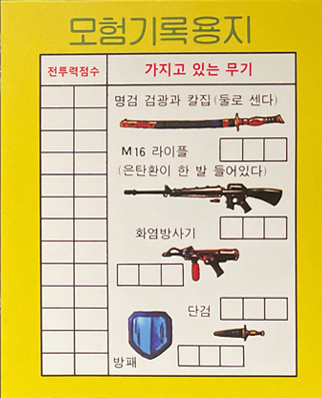 모험기록용지
전투력점수
가지고 있는 무기
명검 검광과 칼집(둘로 센다)
M16 라이플
(은탄환이 한 발 들어있다)
화염방사기
단검
방패